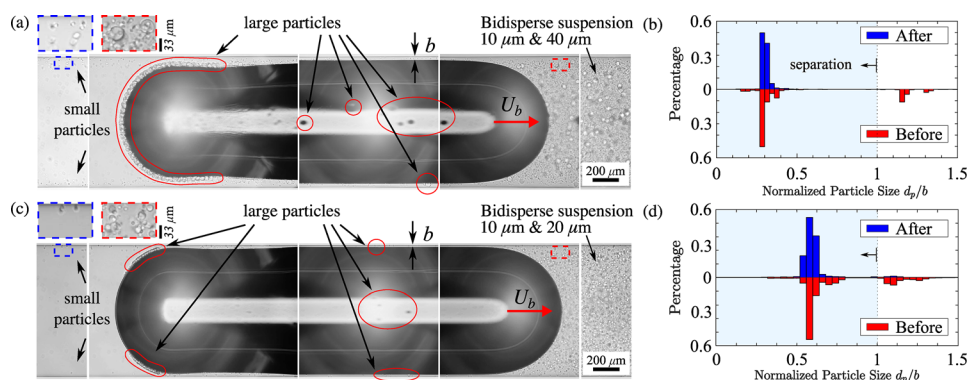 (a)
33 μm
large particles
b
Bidisperse suspension
10 μm & 40 μm
small
particles
U_b
200 μm
(b)
0.6
0.3
0
0.3
0.6
Percentage
After
separation
Before
0
0.5
1
1.5
Normalized Particle Size d_p/b
(c)
33 μm
large particles
b
Bidisperse suspension
10 μm & 20 μm
small
particles
U_b
200 μm
(d)
0.6
0.3
0
0.3
0.6
Percentage
After
Before
0
0.5
1
1.5
Normalized Particle Size d_p/b